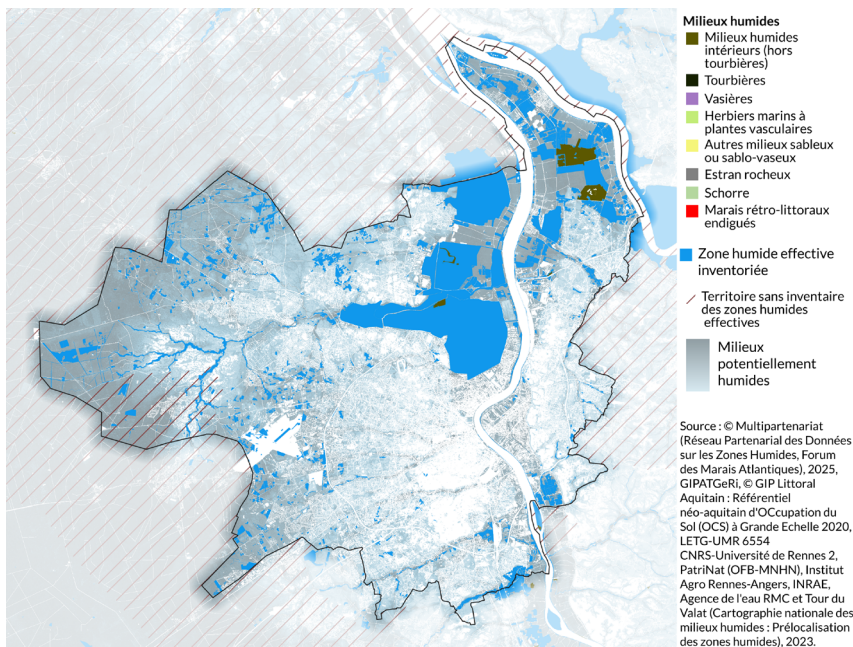 Milieux humides
Milieux humides
intérieurs (hors
tourbières)
Tourbières
Vasières
Herbiers marins à
plantes vasculaires
Autres milieux sableux
ou sablo-vaseux
Estran rocheux
Schorre
Marais rétro-littoraux
endigués
Zone humide effective
inventoriée
Territoire sans inventaire
des zones humides
effectives
Milieux
potentiellement
humides
Source : © Multipartenariat
(Réseau Partenarial des Données
sur les Zones Humides, Forum
des Marais Atlantiques), 2025,
GIPATGeRi, © GIP Littoral
Aquitain : Référentiel
néo-aquitain d'OCcupation du
Sol (OCS) à Grande Echelle 2020,
LETG-UMR 6554
CNRS-Université de Rennes 2,
PatriNat (OFB-MNHN), Institut
Agro Rennes-Angers, INRAE,
Agence de l'eau RMC et Tour du
Valat (Cartographie nationale des
milieux humides : Prélocalisation
des zones humides), 2023.